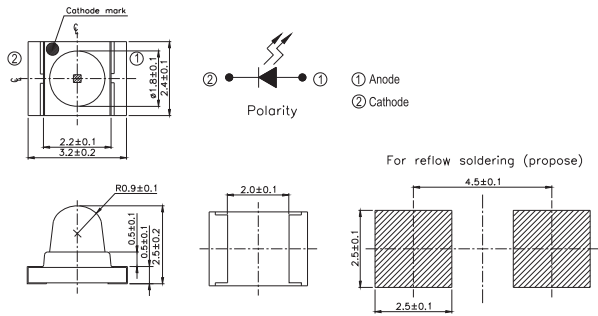 Cathode mark
℄
②
①
℄
ø1.8±0.1
2.4±0.1
2.2±0.1
3.2±0.2
②
①
Polarity
① Anode
② Cathode
For reflow soldering (propose)
R0.9±0.1
0.5±0.1
0.5±0.1
2.5±0.2
2.0±0.1
4.5±0.1
2.5±0.1
2.5±0.1